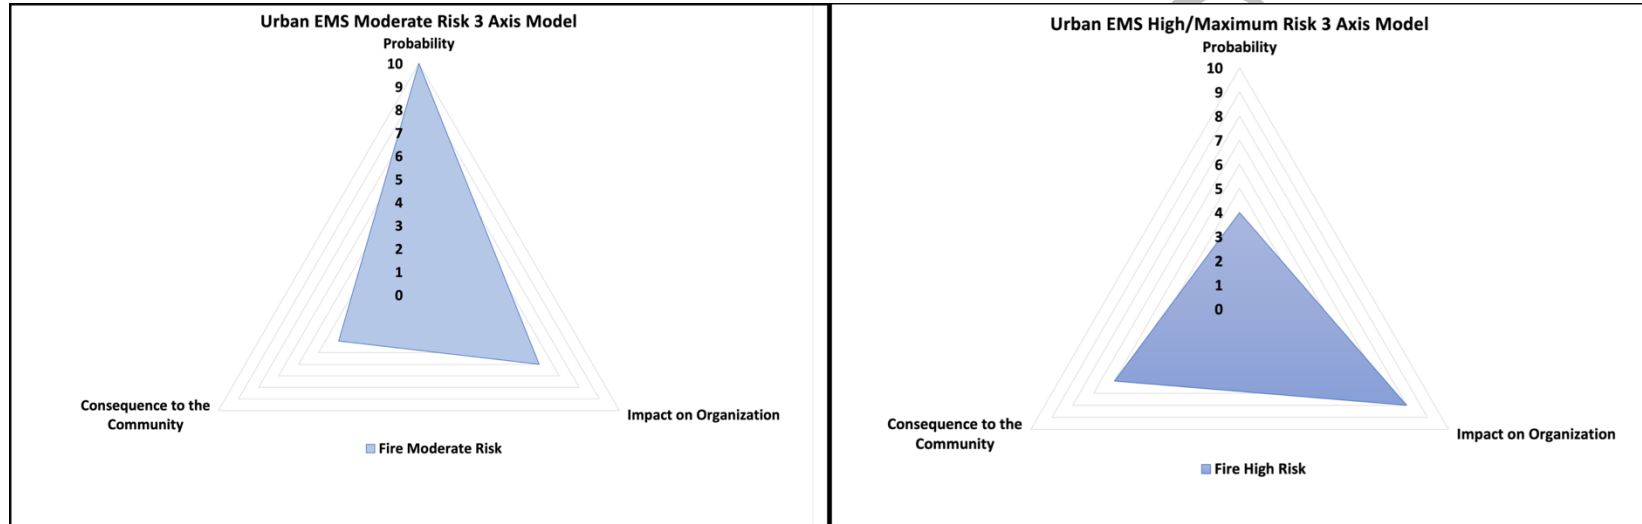 Urban EMS Moderate Risk 3 Axis Model
Probability
10
9
8
7
6
5
4
3
2
1
0
Consequence to the
Community
Impact on Organization
Fire Moderate Risk
Urban EMS High/Maximum Risk 3 Axis Model
Probability
10
9
8
7
6
5
4
3
2
1
0
Consequence to the
Community
Impact on Organization
Fire High Risk